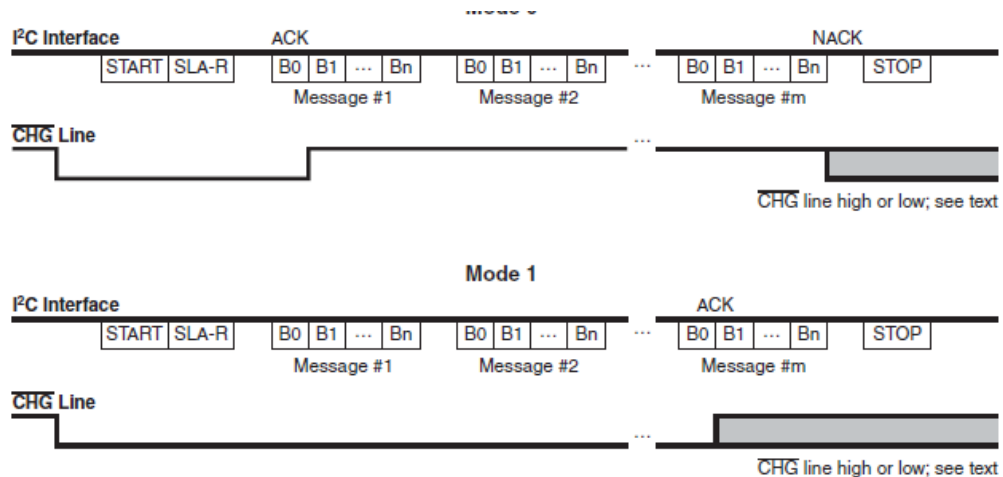 I²C Interface
ACK
NACK
START SLA-R B0 B1 ... Bn B0 B1 ... Bn ... B0 B1 ... Bn STOP
Message #1 Message #2 Message #m
CHG Line
...
CHG line high or low; see text
Mode 1
I²C Interface
ACK
START SLA-R B0 B1 ... Bn B0 B1 ... Bn ... B0 B1 ... Bn STOP
Message #1 Message #2 Message #m
CHG Line
...
CHG line high or low; see text